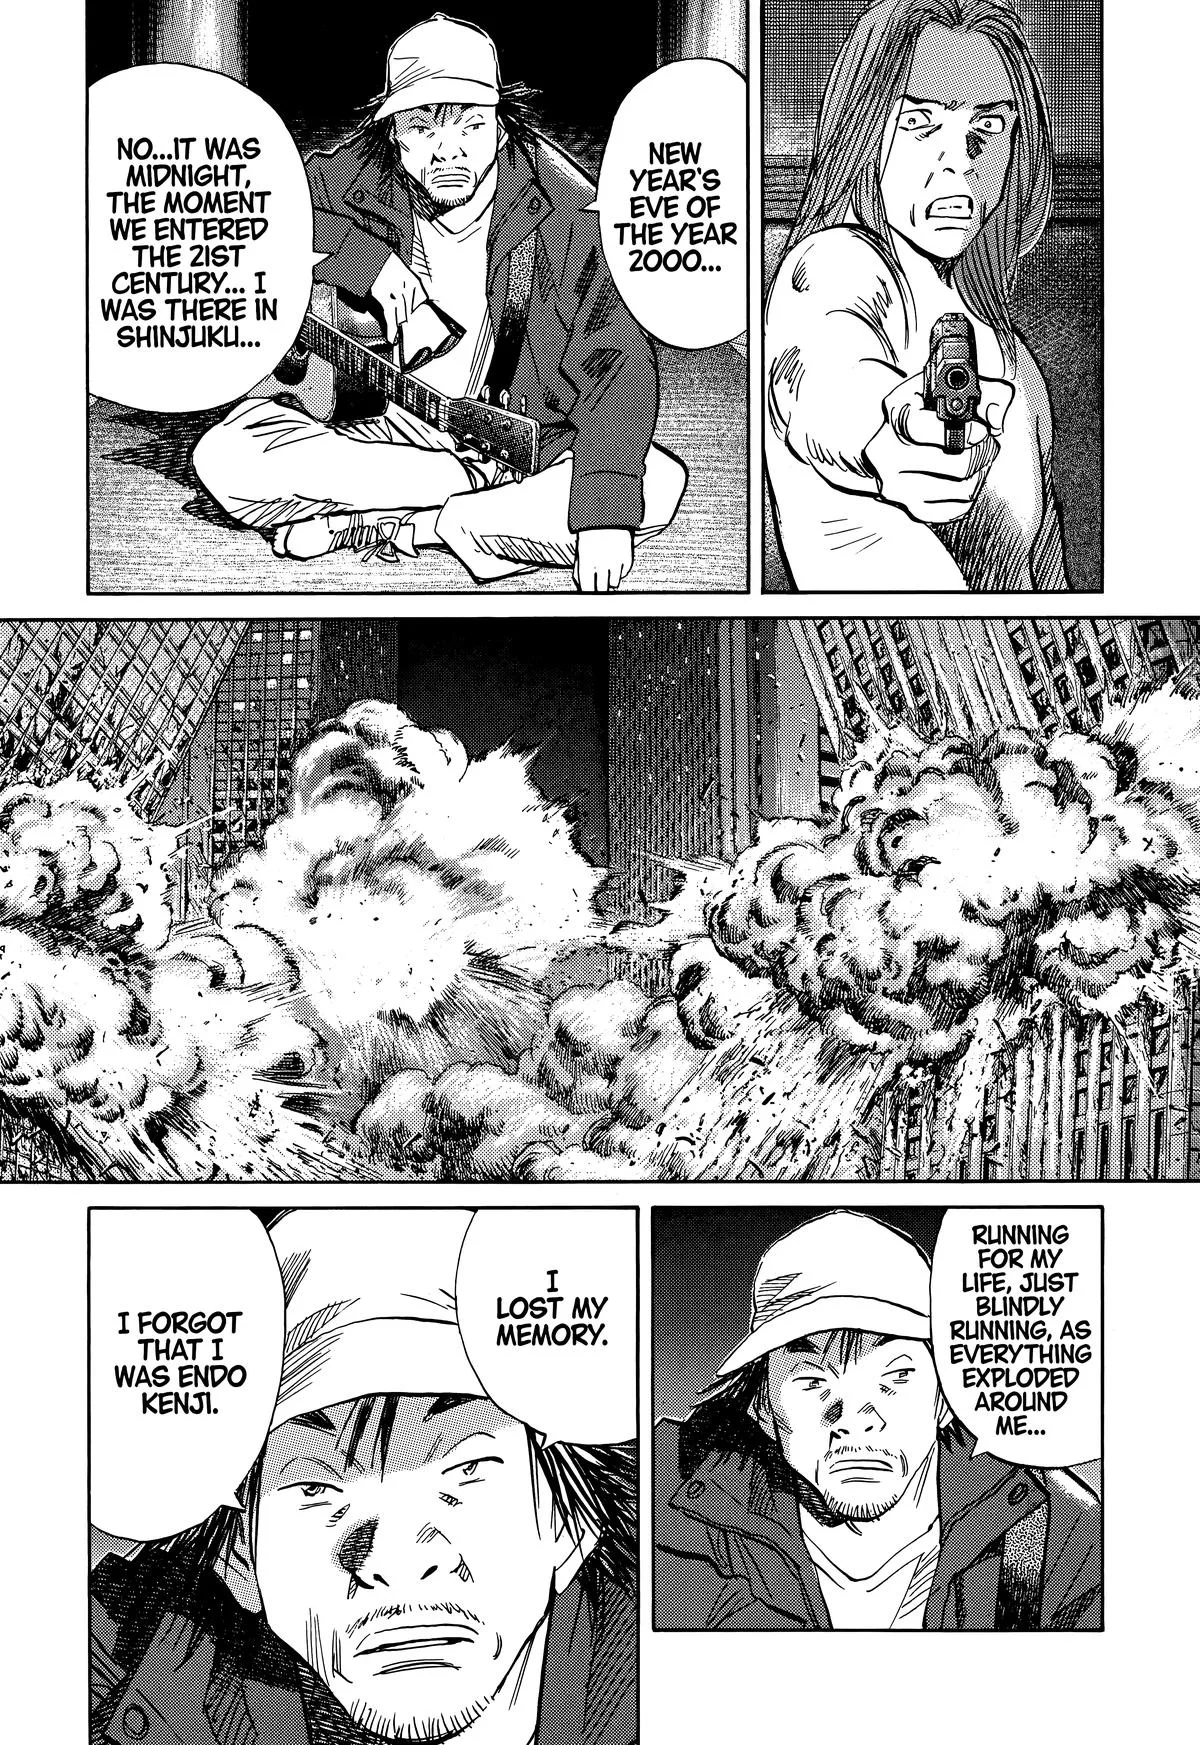 NEW
YEAR'S
EVE OF
THE YEAR
2000...
NO...IT WAS
MIDNIGHT,
THE MOMENT
WE ENTERED
THE 21ST
CENTURY... I
WAS THERE IN
SHINJUKU...
RUNNING
FOR MY
LIFE, JUST
BLINDLY
RUNNING, AS
EVERYTHING
EXPLODED
AROUND
ME...
I
LOST MY
MEMORY.
I FORGOT
THAT I
WAS ENDO
KENJI.